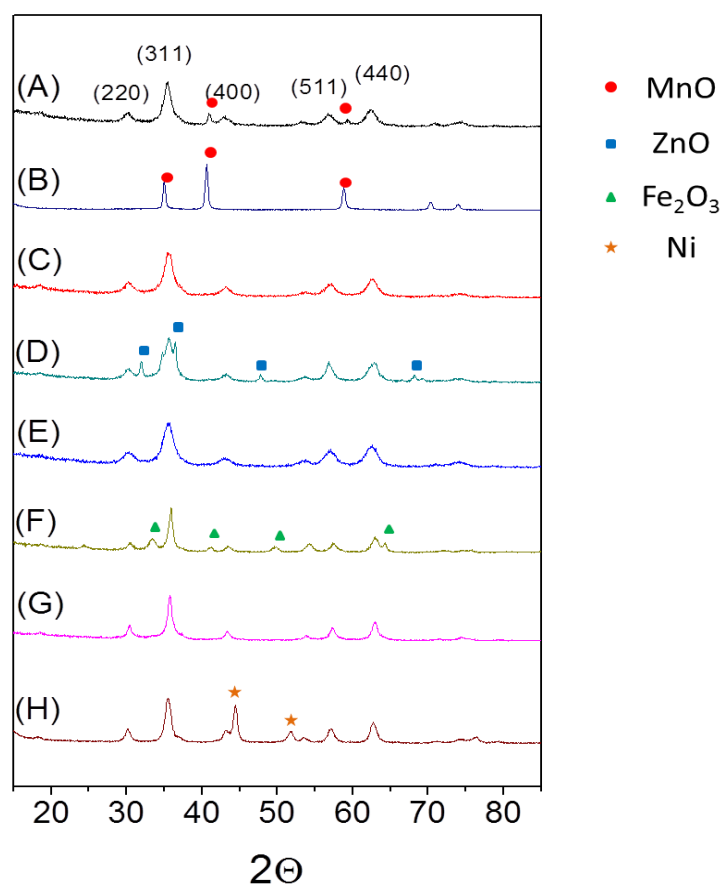 (311)
(A) (220) (400) (511) (440)
MnO
(B)
ZnO
Fe₂O₃
(C)
Ni
(D)
(E)
(F)
(G)
(H)
20 30 40 50 60 70 80
2Θ